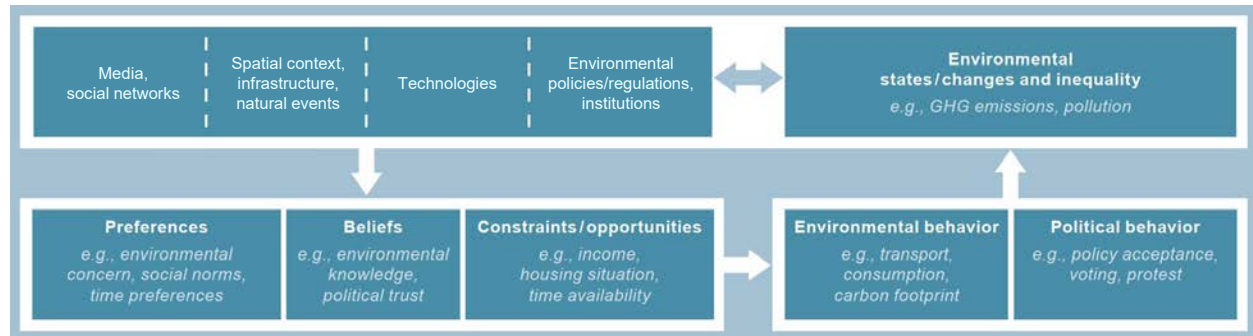 Media,
social networks
Spatial context,
infrastructure,
natural events
Technologies
Environmental
policies/regulations,
institutions
Environmental
states/changes and inequality
e.g., GHG emissions, pollution
Preferences
e.g., environmental
concern, social norms,
time preferences
Beliefs
e.g., environmental
knowledge,
political trust
Constraints/opportunities
e.g., income,
housing situation,
time availability
Environmental behavior
e.g., transport,
consumption,
carbon footprint
Political behavior
e.g., policy acceptance,
voting, protest